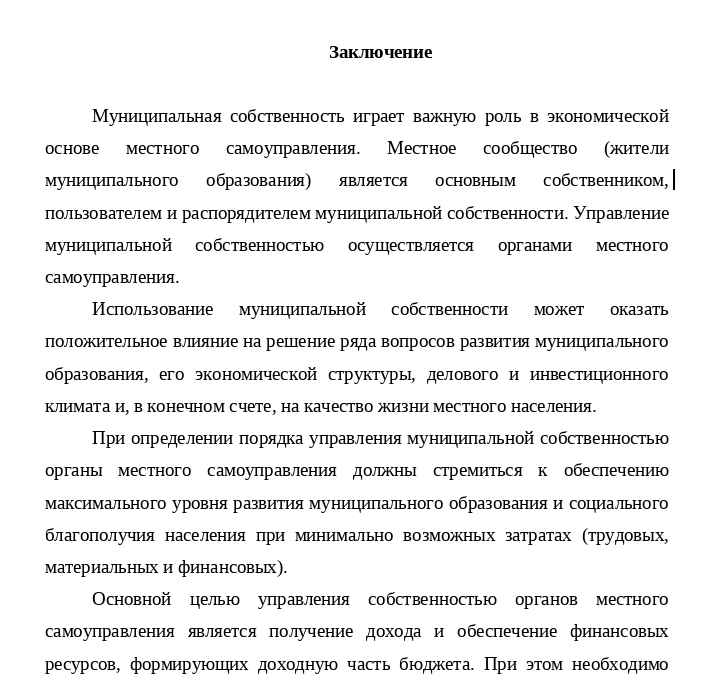 Заключение
Муниципальная собственность играет важную роль в экономической
основе местного самоуправления. Местное сообщество (жители
муниципального образования) является основным собственником,
пользователем и распорядителем муниципальной собственности. Управление
муниципальной собственностью осуществляется органами местного
самоуправления.
Использование муниципальной собственности может оказать
положительное влияние на решение ряда вопросов развития муниципального
образования, его экономической структуры, делового и инвестиционного
климата и, в конечном счете, на качество жизни местного населения.
При определении порядка управления муниципальной собственностью
органы местного самоуправления должны стремиться к обеспечению
максимального уровня развития муниципального образования и социального
благополучия населения при минимально возможных затратах (трудовых,
материальных и финансовых).
Основной целью управления собственностью органов местного
самоуправления является получение дохода и обеспечение финансовых
ресурсов, формирующих доходную часть бюджета. При этом необходимо